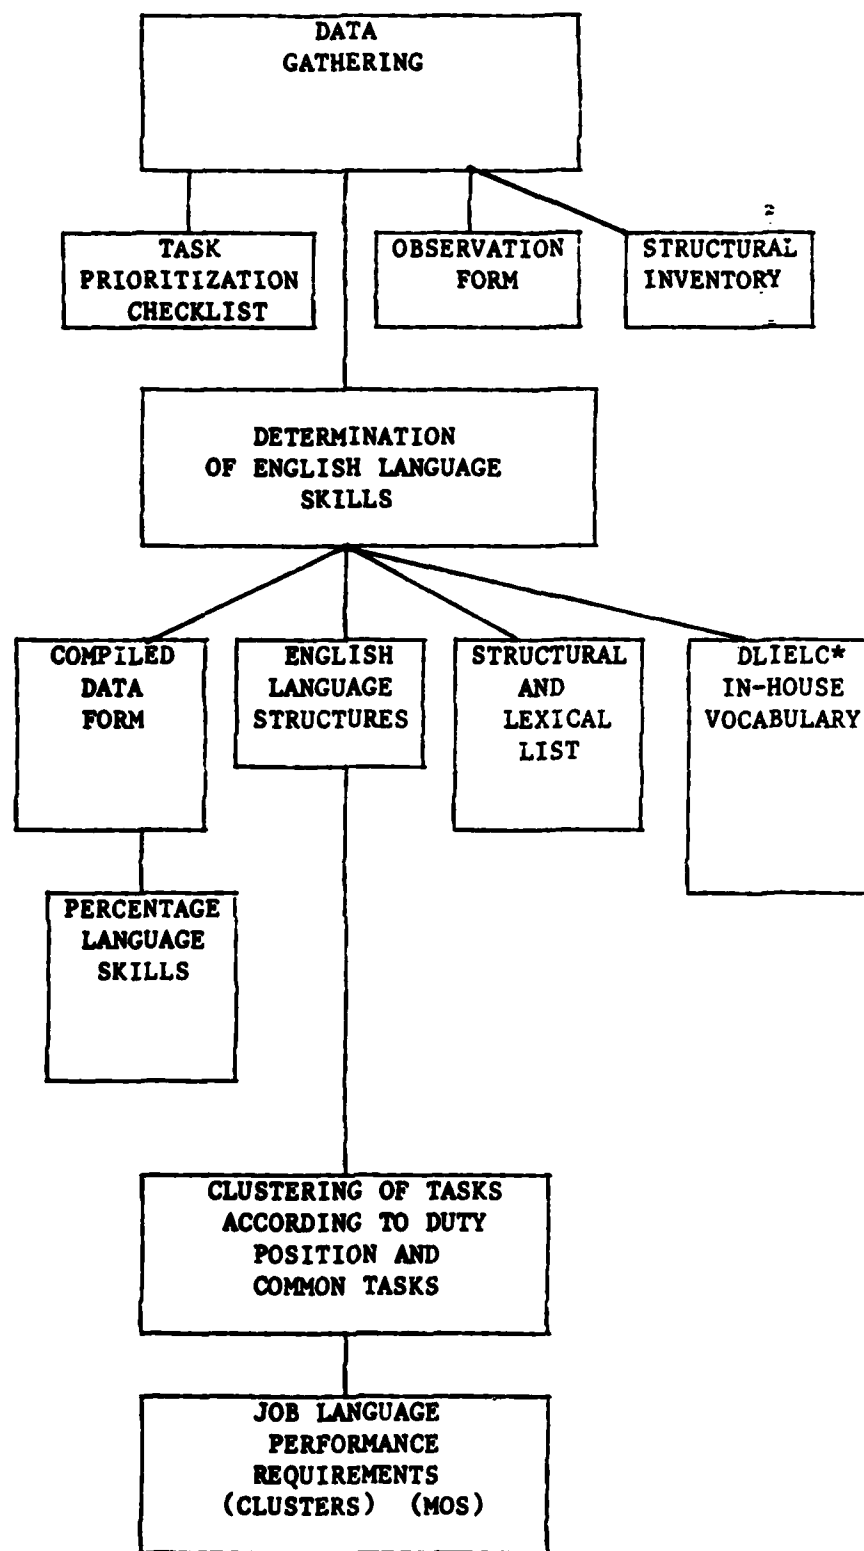 DATA
GATHERING
TASK
PRIORITIZATION
CHECKLIST
OBSERVATION
FORM
STRUCTURAL
INVENTORY
DETERMINATION
OF ENGLISH LANGUAGE
SKILLS
COMPILED
DATA
FORM
ENGLISH
LANGUAGE
STRUCTURES
STRUCTURAL
AND
LEXICAL
LIST
DLIELC*
IN-HOUSE
VOCABULARY
PERCENTAGE
LANGUAGE
SKILLS
CLUSTERING OF TASKS
ACCORDING TO DUTY
POSITION AND
COMMON TASKS
JOB LANGUAGE
PERFORMANCE
REQUIREMENTS
(CLUSTERS) (MOS)